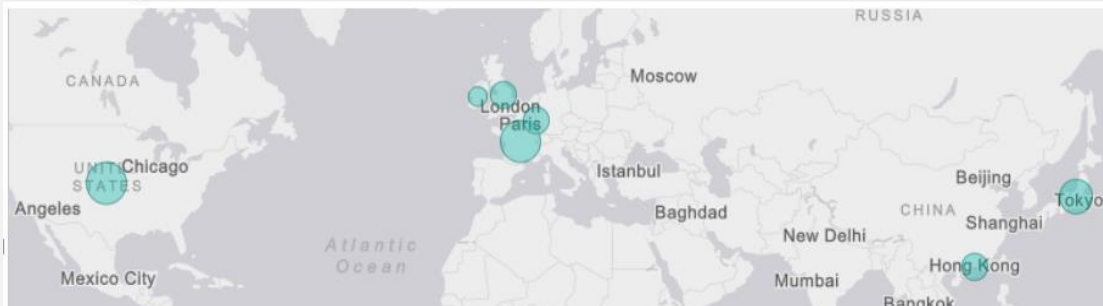 RUSSIA
Moscow
CANADA
London
Paris
UNITED
Chicago
STATES
Istanbul
Beijing
Angeles
Tokyo
Baghdad
CHINA
Shanghai
Atlantic
New Delhi
Ocean
Hong Kong
Mexico City
Mumbai
Bangkok